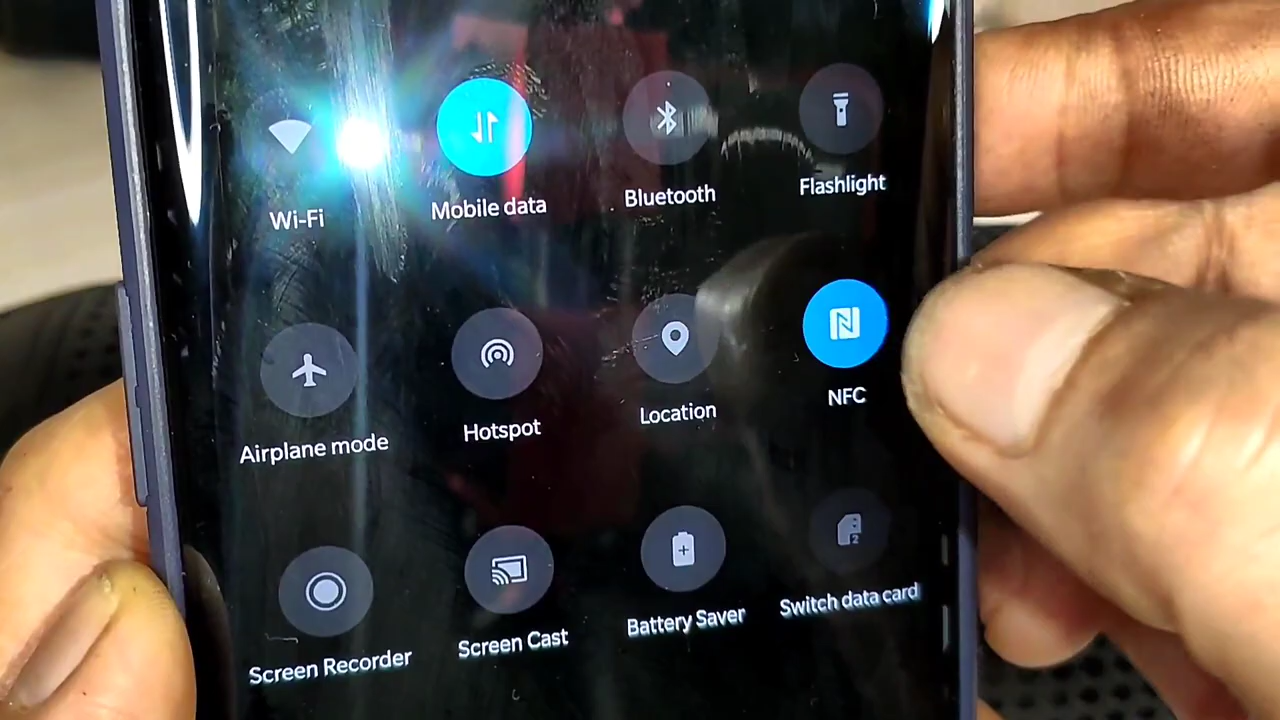 Wi-Fi
Mobile data
Bluetooth
Flashlight
Airplane mode
Hotspot
Location
NFC
Screen Recorder
Screen Cast
Battery Saver
2
Switch data card